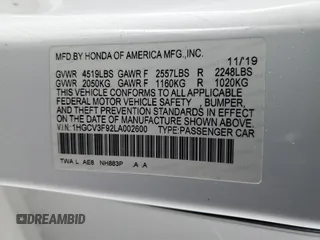 MFD.BY HONDA OF AMERICA MFG.,INC. 11/19
GVWR 4519LBS GAWR F 2557LBS R 2248LBS
GVWR 2050KG GAWR F 1160KG R 1020KG
THIS VEHICLE CONFORMS TO ALL APPLICABLE
FEDERAL MOTOR VEHICLE SAFETY, BUMPER,
AND THEFT PREVENTION STANDARDS IN EFFECT
ON THE DATE OF MANUFACTURE SHOWN ABOVE.
V.I.N:1HGCV3F92LA002600 TYPE:PASSENGER CAR
TWA L AE8 NH883P A A
DREAMBID